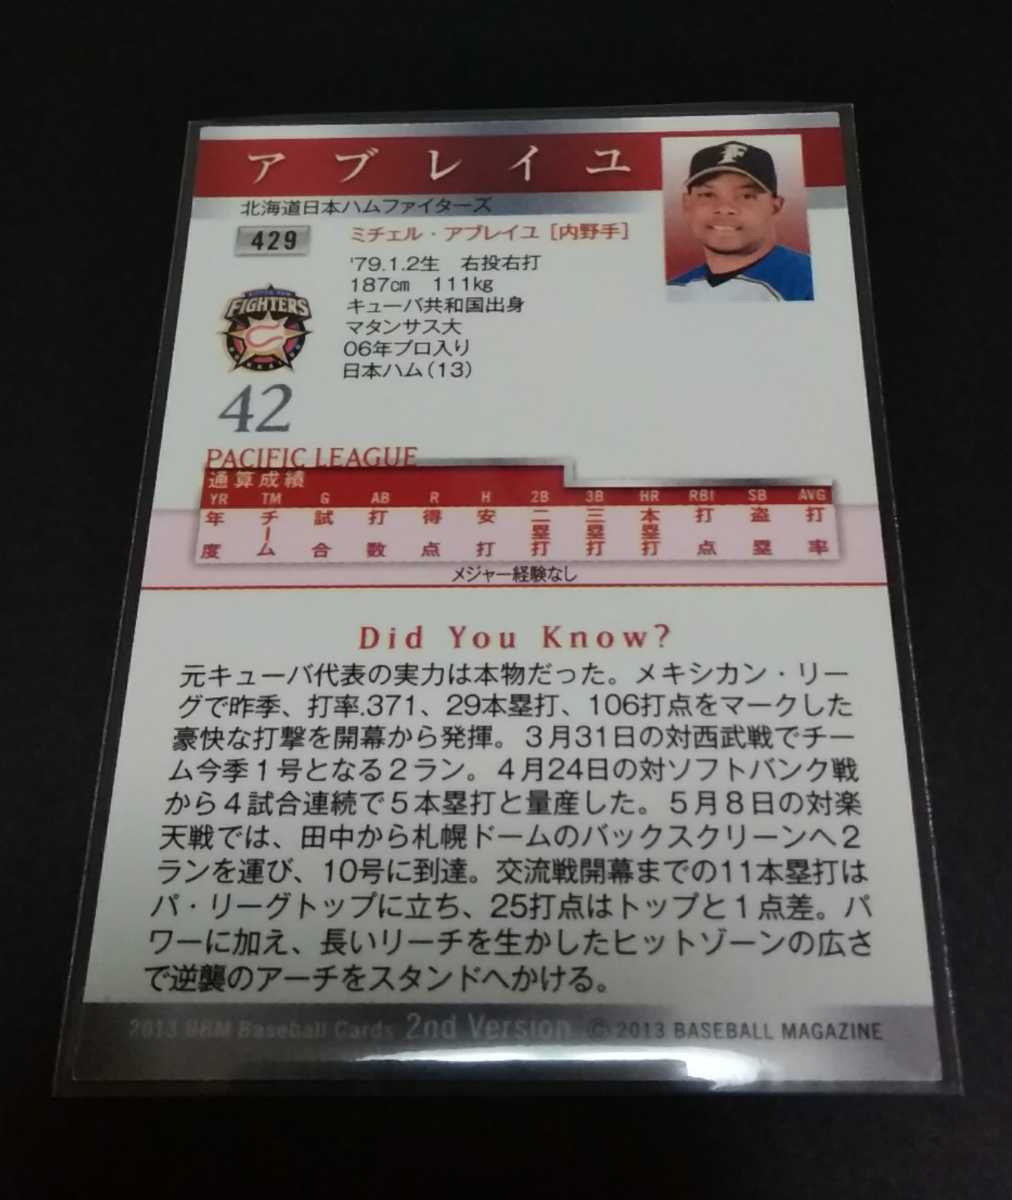 アブレイユ
北海道日本ハムファイターズ
429
ミチェル・アブレイユ [内野手]
'79.1.2生 右投右打
187cm 111kg
キューバ共和国出身
マタンサス大
06年プロ入り
日本ハム(13)
FIGHTERS
42
PACIFIC LEAGUE
通算成績
YR TM G AB R H 2B 3B HR RBI SB AVG
年度 チーム 試合 打数 得点 安打 二塁打 三塁打 本塁打 打点 盗塁 打率
メジャー経験なし
Did You Know?
元キューバ代表の実力は本物だった。メキシカン・リー
グで昨季、打率.371、29本塁打、106打点をマークした
豪快な打撃を開幕から発揮。3月31日の対西武戦でチー
ム今季1号となる2ラン。4月24日の対ソフトバンク戦
から4試合連続で5本塁打と量産した。5月8日の対楽
天戦では、田中から札幌ドームのバックスクリーンへ2
ランを運び、10号に到達。交流戦開幕までの11本塁打は
パ・リーグトップに立ち、25打点はトップと1点差。パ
ワーに加え、長いリーチを生かしたヒットゾーンの広さ
で逆襲のアーチをスタンドへかける。
2013 BBM Baseball Cards 2nd Version © 2013 BASEBALL MAGAZINE